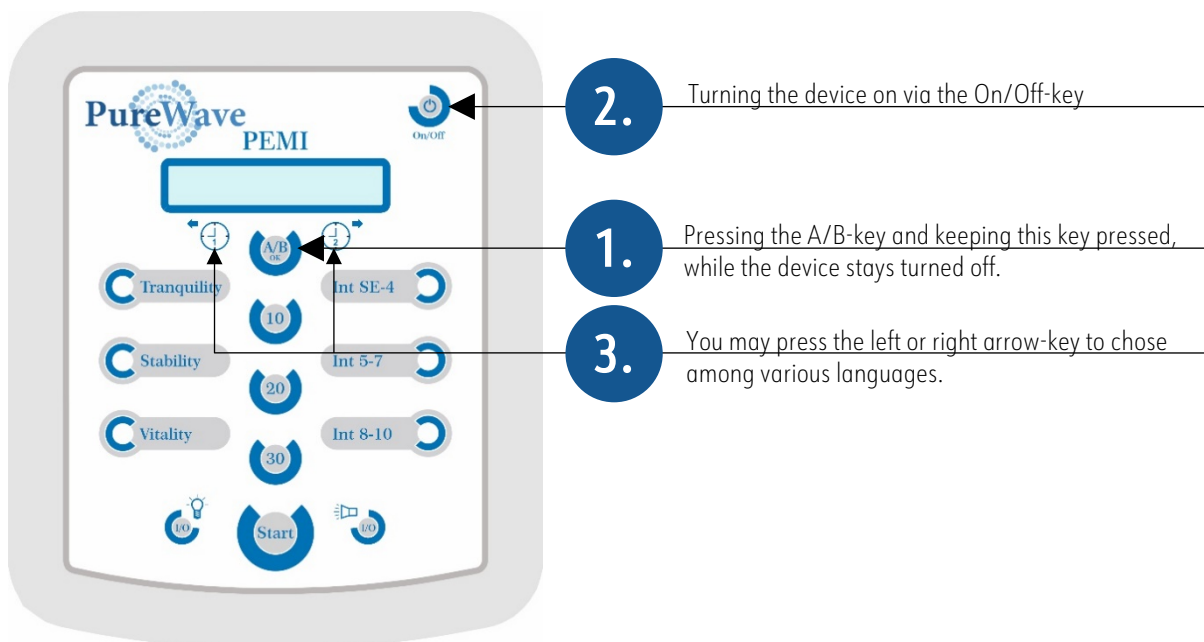 PureWave
PEMI
On/Off
1
2
A/B
OK
Tranquility
Int SE-4
10
Stability
Int 5-7
20
Vitality
Int 8-10
30
I/O
Start
I/O
2.
Turning the device on via the On/Off-key
1.
Pressing the A/B-key and keeping this key pressed,
while the device stays turned off.
3.
You may press the left or right arrow-key to chose
among various languages.